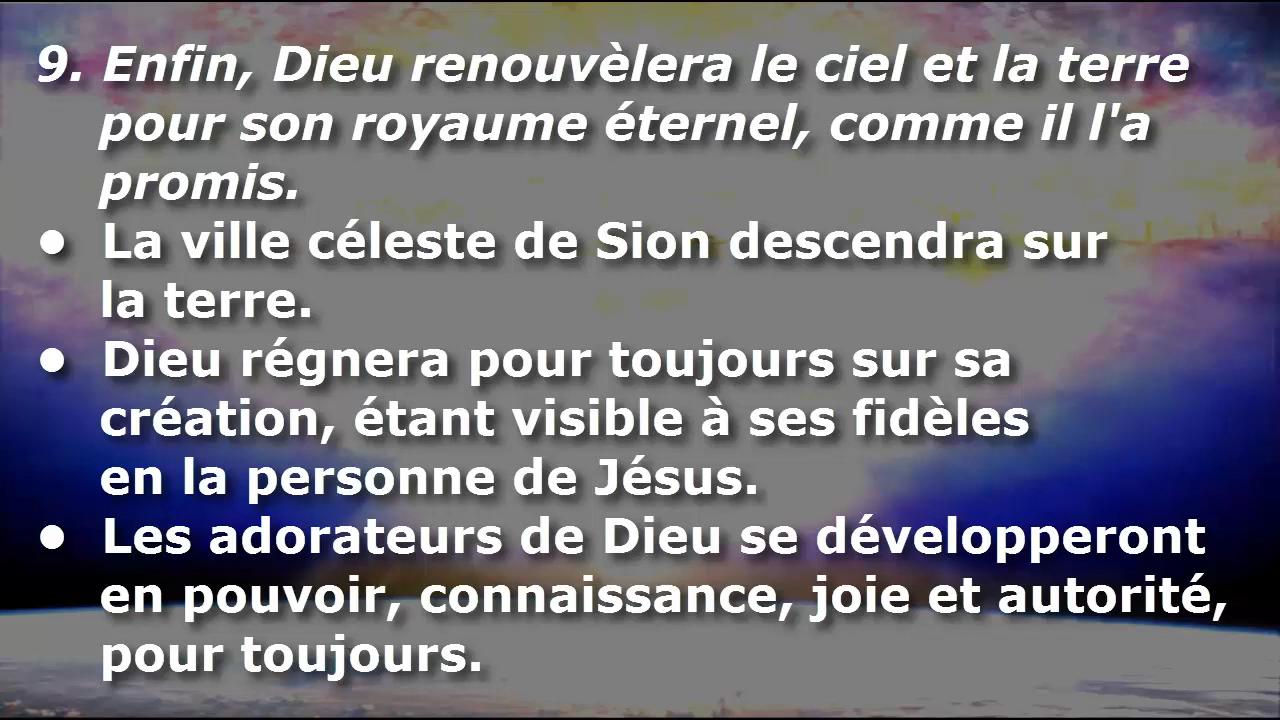 9. Enfin, Dieu renouvèlera le ciel et la terre
pour son royaume éternel, comme il l'a
promis.
● La ville céleste de Sion descendra sur
la terre.
● Dieu régnera pour toujours sur sa
création, étant visible à ses fidèles
en la personne de Jésus.
● Les adorateurs de Dieu se développeront
en pouvoir, connaissance, joie et autorité,
pour toujours.